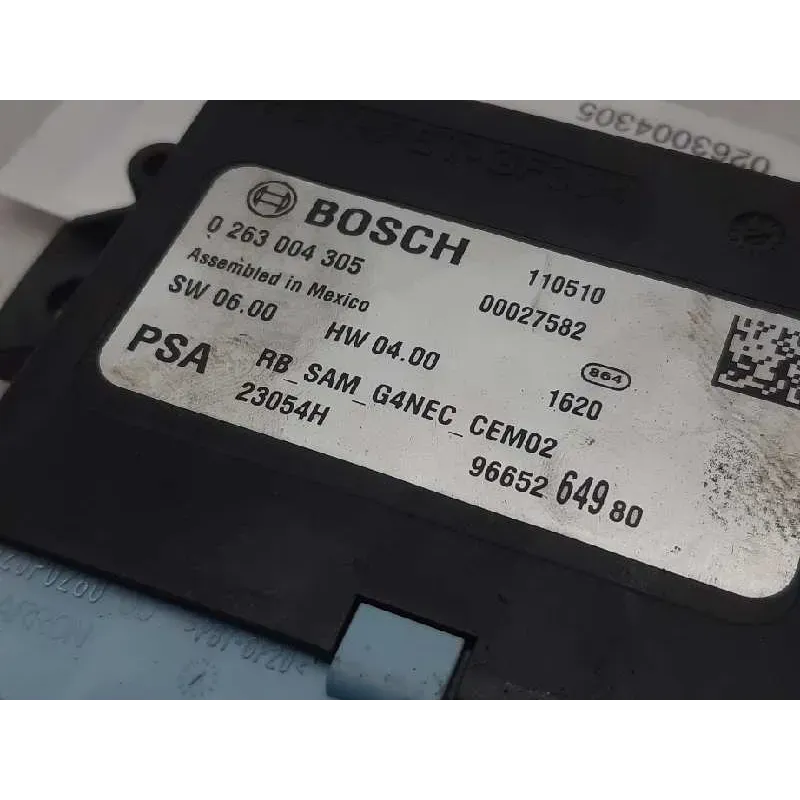 0263004305
BOSCH
0 263 004 305
110510
Assembled in Mexico
00027582
SW 06.00
HW 04.00
864
PSA
RB_SAM_G4NEC_CEM02
1620
23054H
96652 649 80